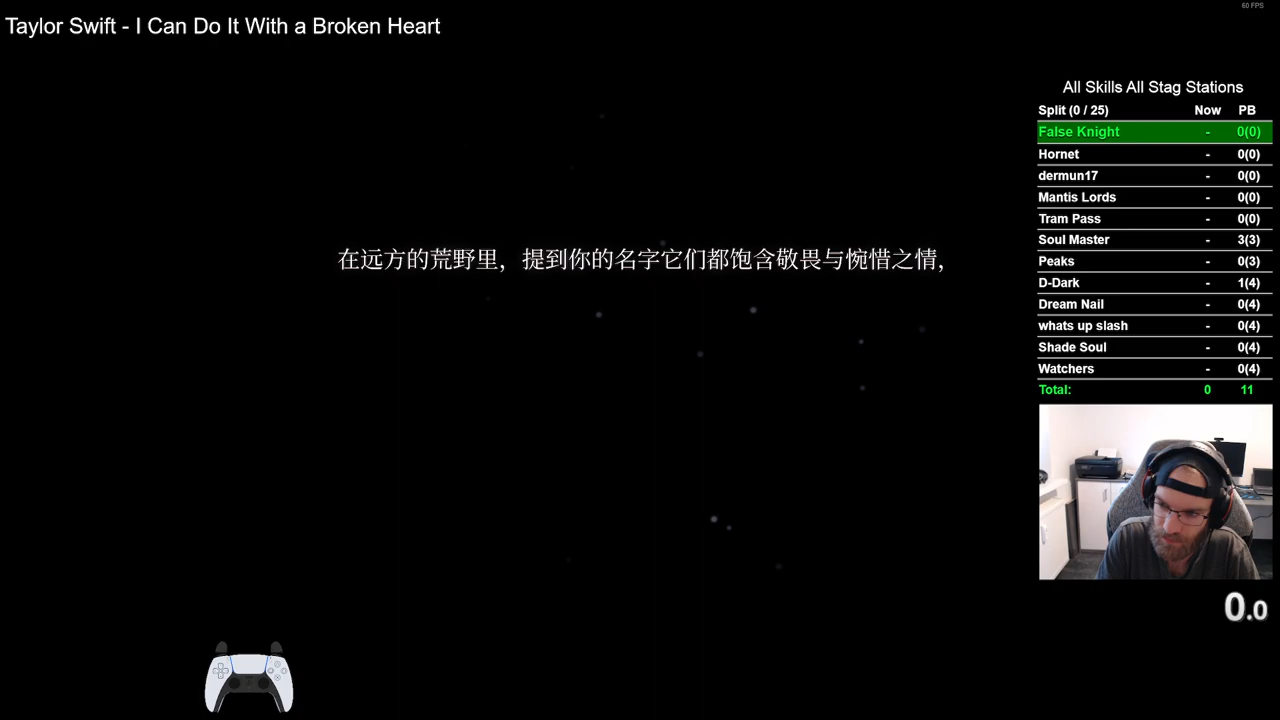 Taylor Swift - I Can Do It With a Broken Heart
60 FPS
All Skills All Stag Stations
Split (0 / 25) Now PB
False Knight - 0(0)
Hornet - 0(0)
dermun17 - 0(0)
Mantis Lords - 0(0)
Tram Pass - 0(0)
Soul Master - 3(3)
Peaks - 0(3)
D-Dark - 1(4)
Dream Nail - 0(4)
whats up slash - 0(4)
Shade Soul - 0(4)
Watchers - 0(4)
Total: 0 11
在远方的荒野里，提到你的名字它们都饱含敬畏与惋惜之情，
0.0